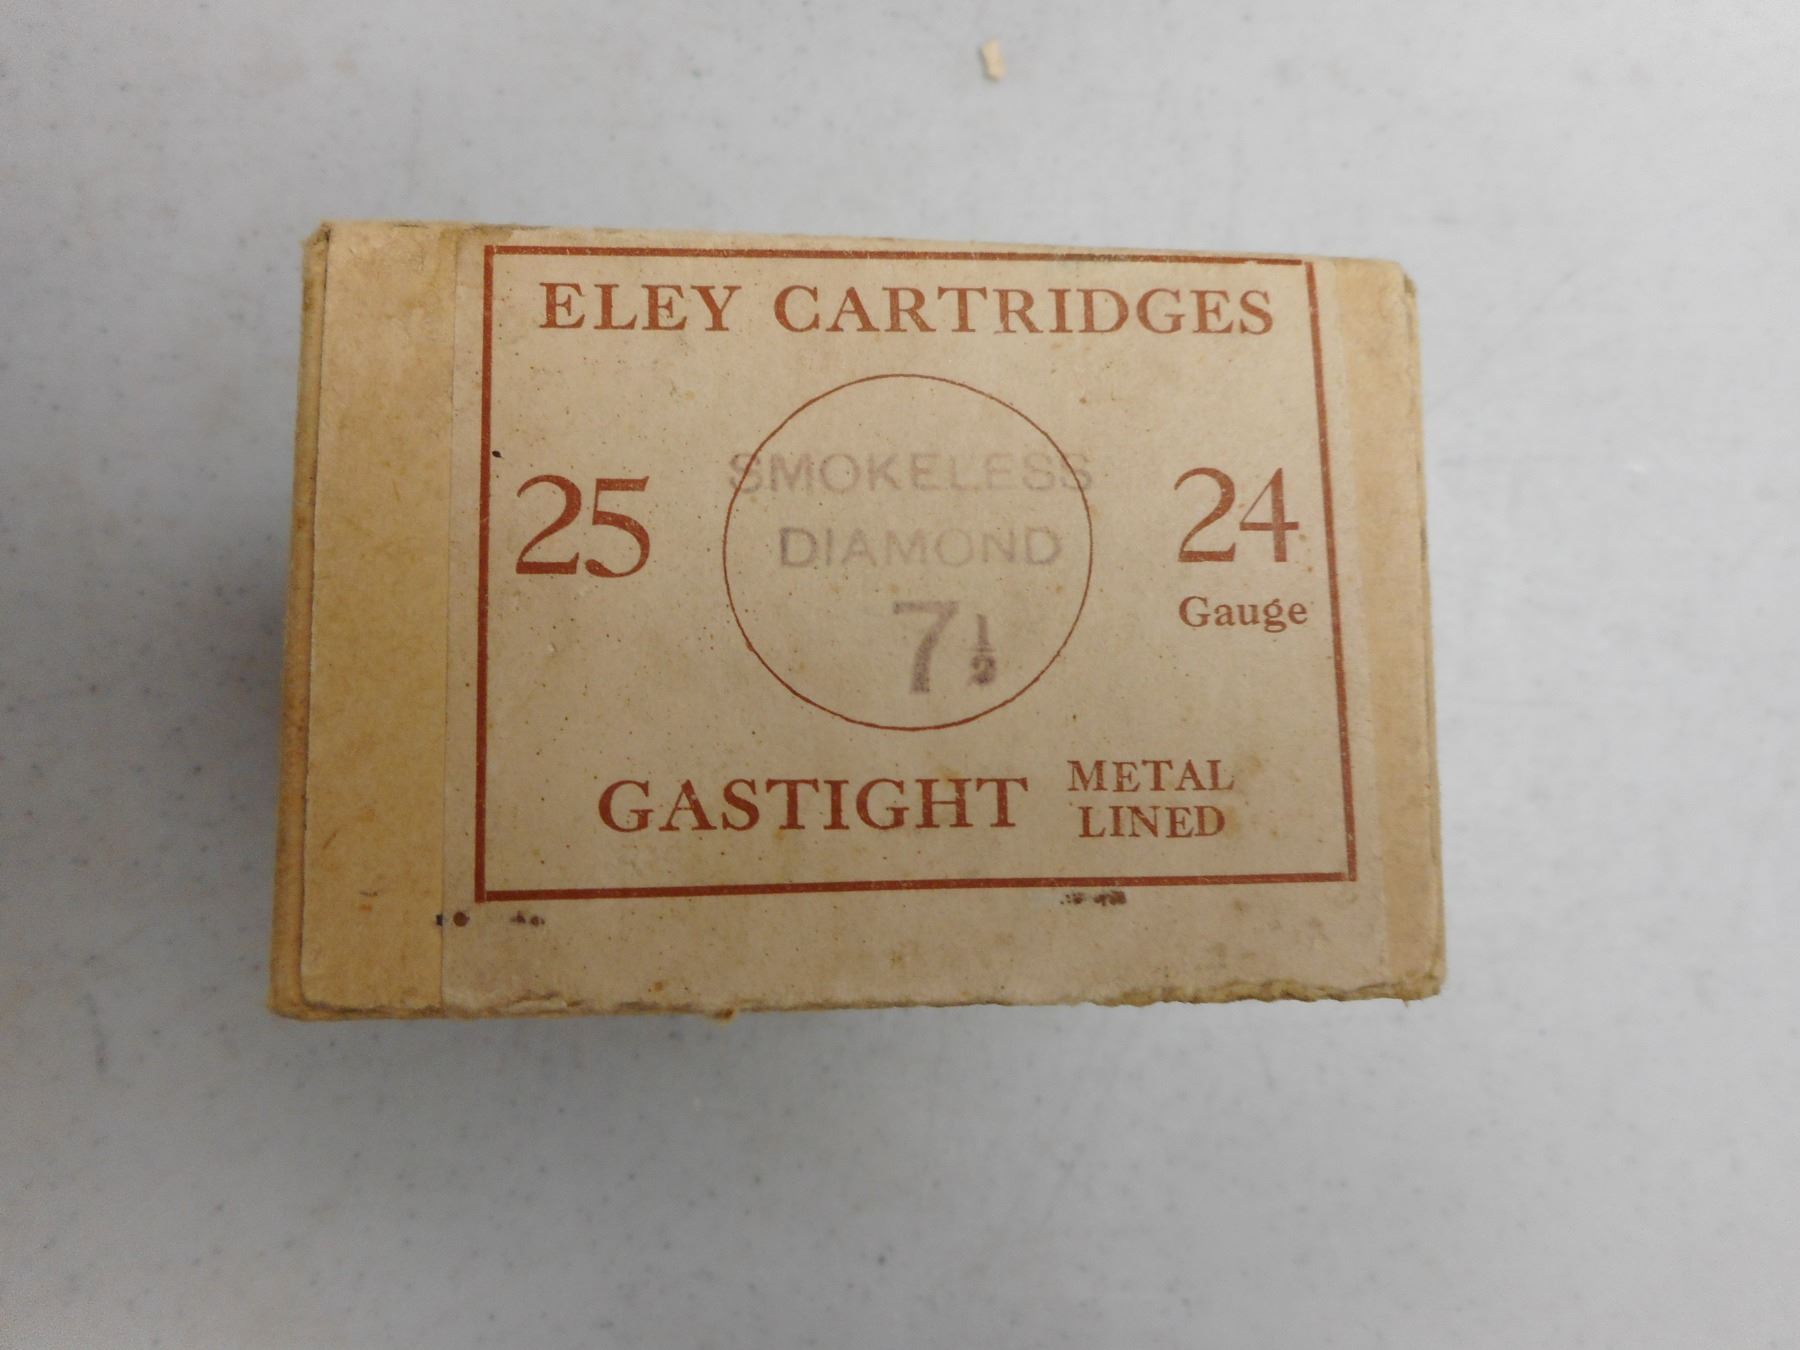 ELEY CARTRIDGES
25
SMOKELESS
DIAMOND
7½
24
Gauge
GASTIGHT METAL LINED